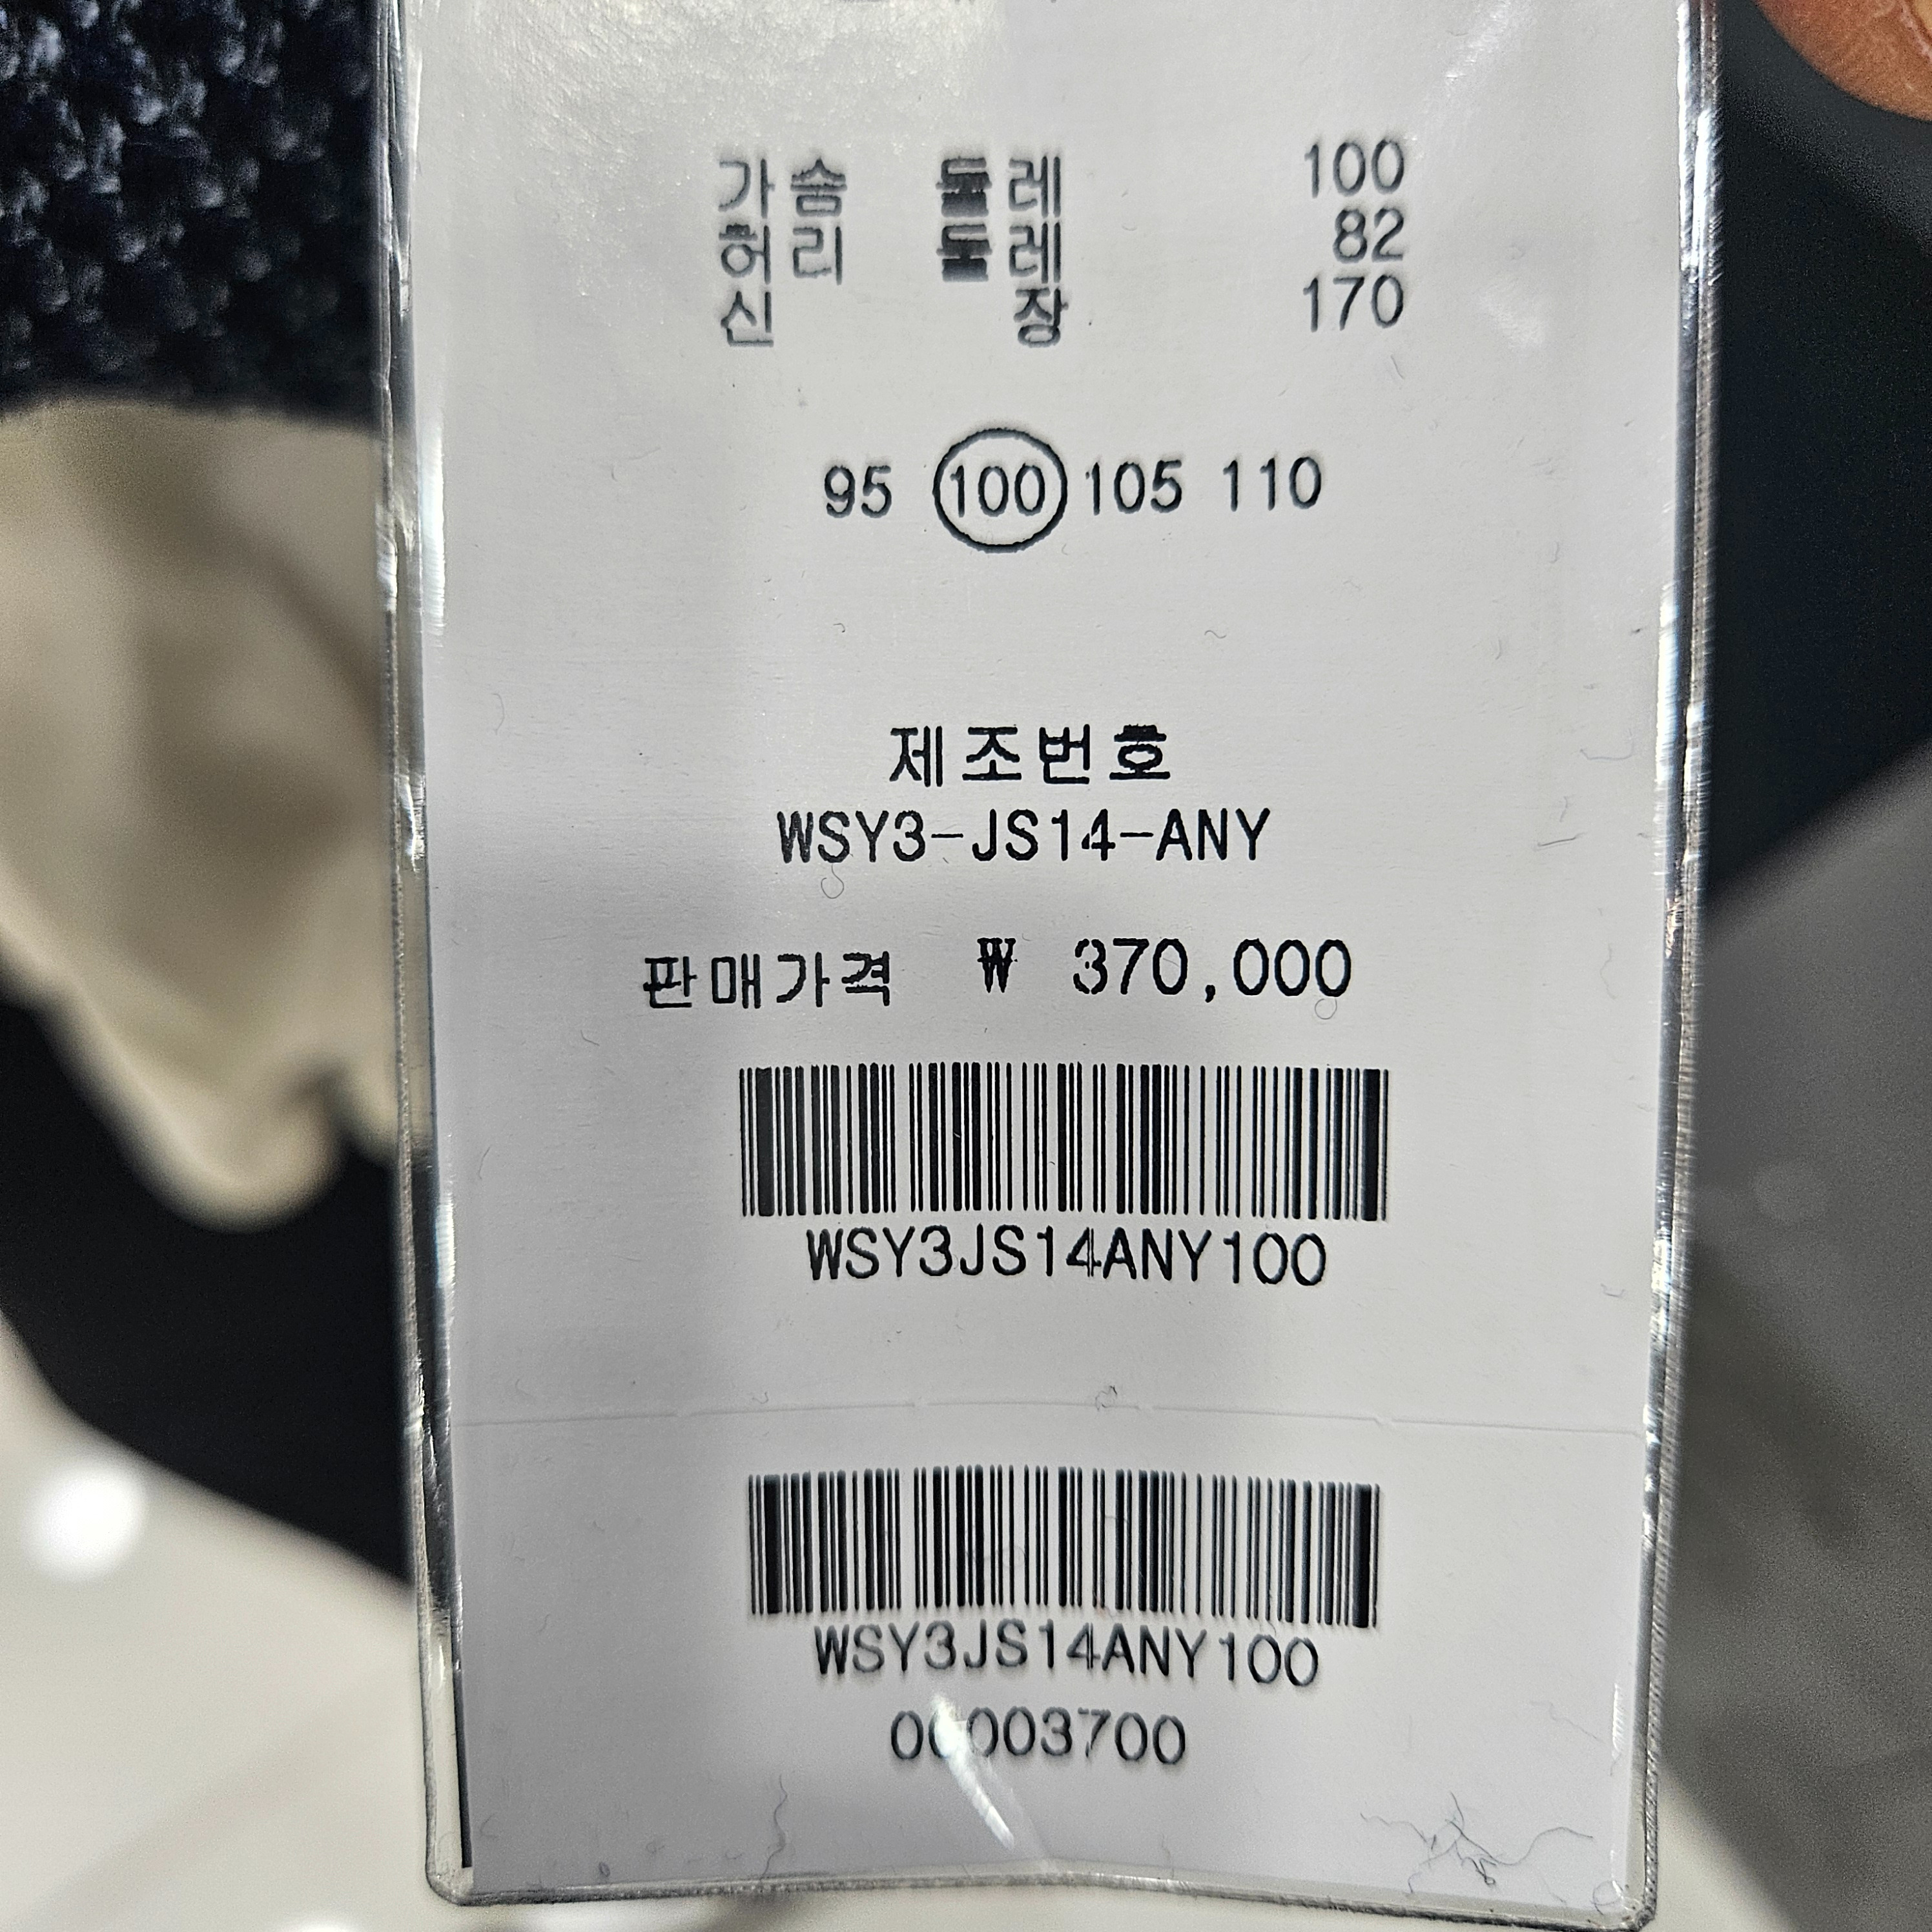 가슴 둘레 100
허리 둘레 82
신 장 170
95 100 105 110
제조번호
WSY3-JS14-ANY
판매가격 ₩ 370,000
WSY3JS14ANY100
WSY3JS14ANY100
00003700